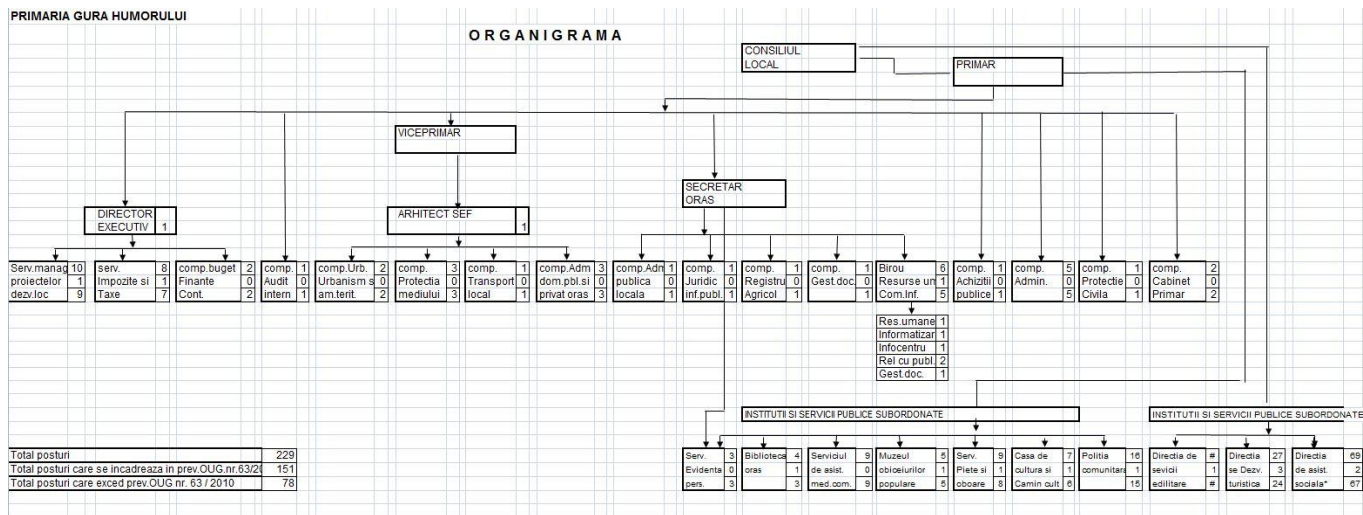 PRIMARIA GURA HUMORULUI
ORGANIGRAMA
CONSILIUL
LOCAL
PRIMAR
VICEPRIMAR
SECRETAR
ORAS
DIRECTOR
EXECUTIV 1
ARHITECT SEF
1
Serv.manag 10
proiectelor 1
dezv.loc 9
serv. 8
Impozite si 1
Taxe 7
comp.buget 2
Finante 0
Cont. 2
comp. 1
Audit 0
intern 1
comp.Urb. 2
Urbanism s 0
am.terit. 2
comp. 3
Protectia 0
mediului 3
comp. 1
Transport 0
local 1
comp.Adm 3
dom.pbl.si 0
privat oras 3
comp.Adm 1
publica 0
locala 1
comp. 1
Juridic 0
inf.publ. 1
comp. 1
Registru 0
Agricol 1
comp. 1
Gest.doc. 0
1
Birou 6
Resurse um 1
Com.Inf. 5
comp. 1
Achizitii 0
publice 1
comp. 5
Admin. 0
5
comp. 1
Protectie 0
Civila 1
comp. 2
Cabinet 0
Primar 2
Res.umane 1
Informatizar 1
Infocentru 1
Rel cu publ. 2
Gest.doc. 1
INSTITUTII SI SERVICII PUBLICE SUBORDONATE
INSTITUTII SI SERVICII PUBLICE SUBORDONATE
Serv. 3
Evidenta 0
pers. 3
Biblioteca 4
oras 1
3
Serviciul 9
de asist. 0
med.com. 9
Muzeul 6
obiceiurilor 1
populare 5
Serv. 9
Piete si 1
oboare 8
Casa de 7
cultura si 1
Camin cult 6
Politia 16
comunitara 1
15
Directia de #
sevicii 1
edilitare #
Directia 27
se Dezv. 3
turistica 24
Directia 69
de asist. 2
sociala* 67
Total posturi 229
Total posturi care se incadreaza in prev.OUG.nr.63/20 151
Total posturi care exced prev.OUG nr. 63 / 2010 78